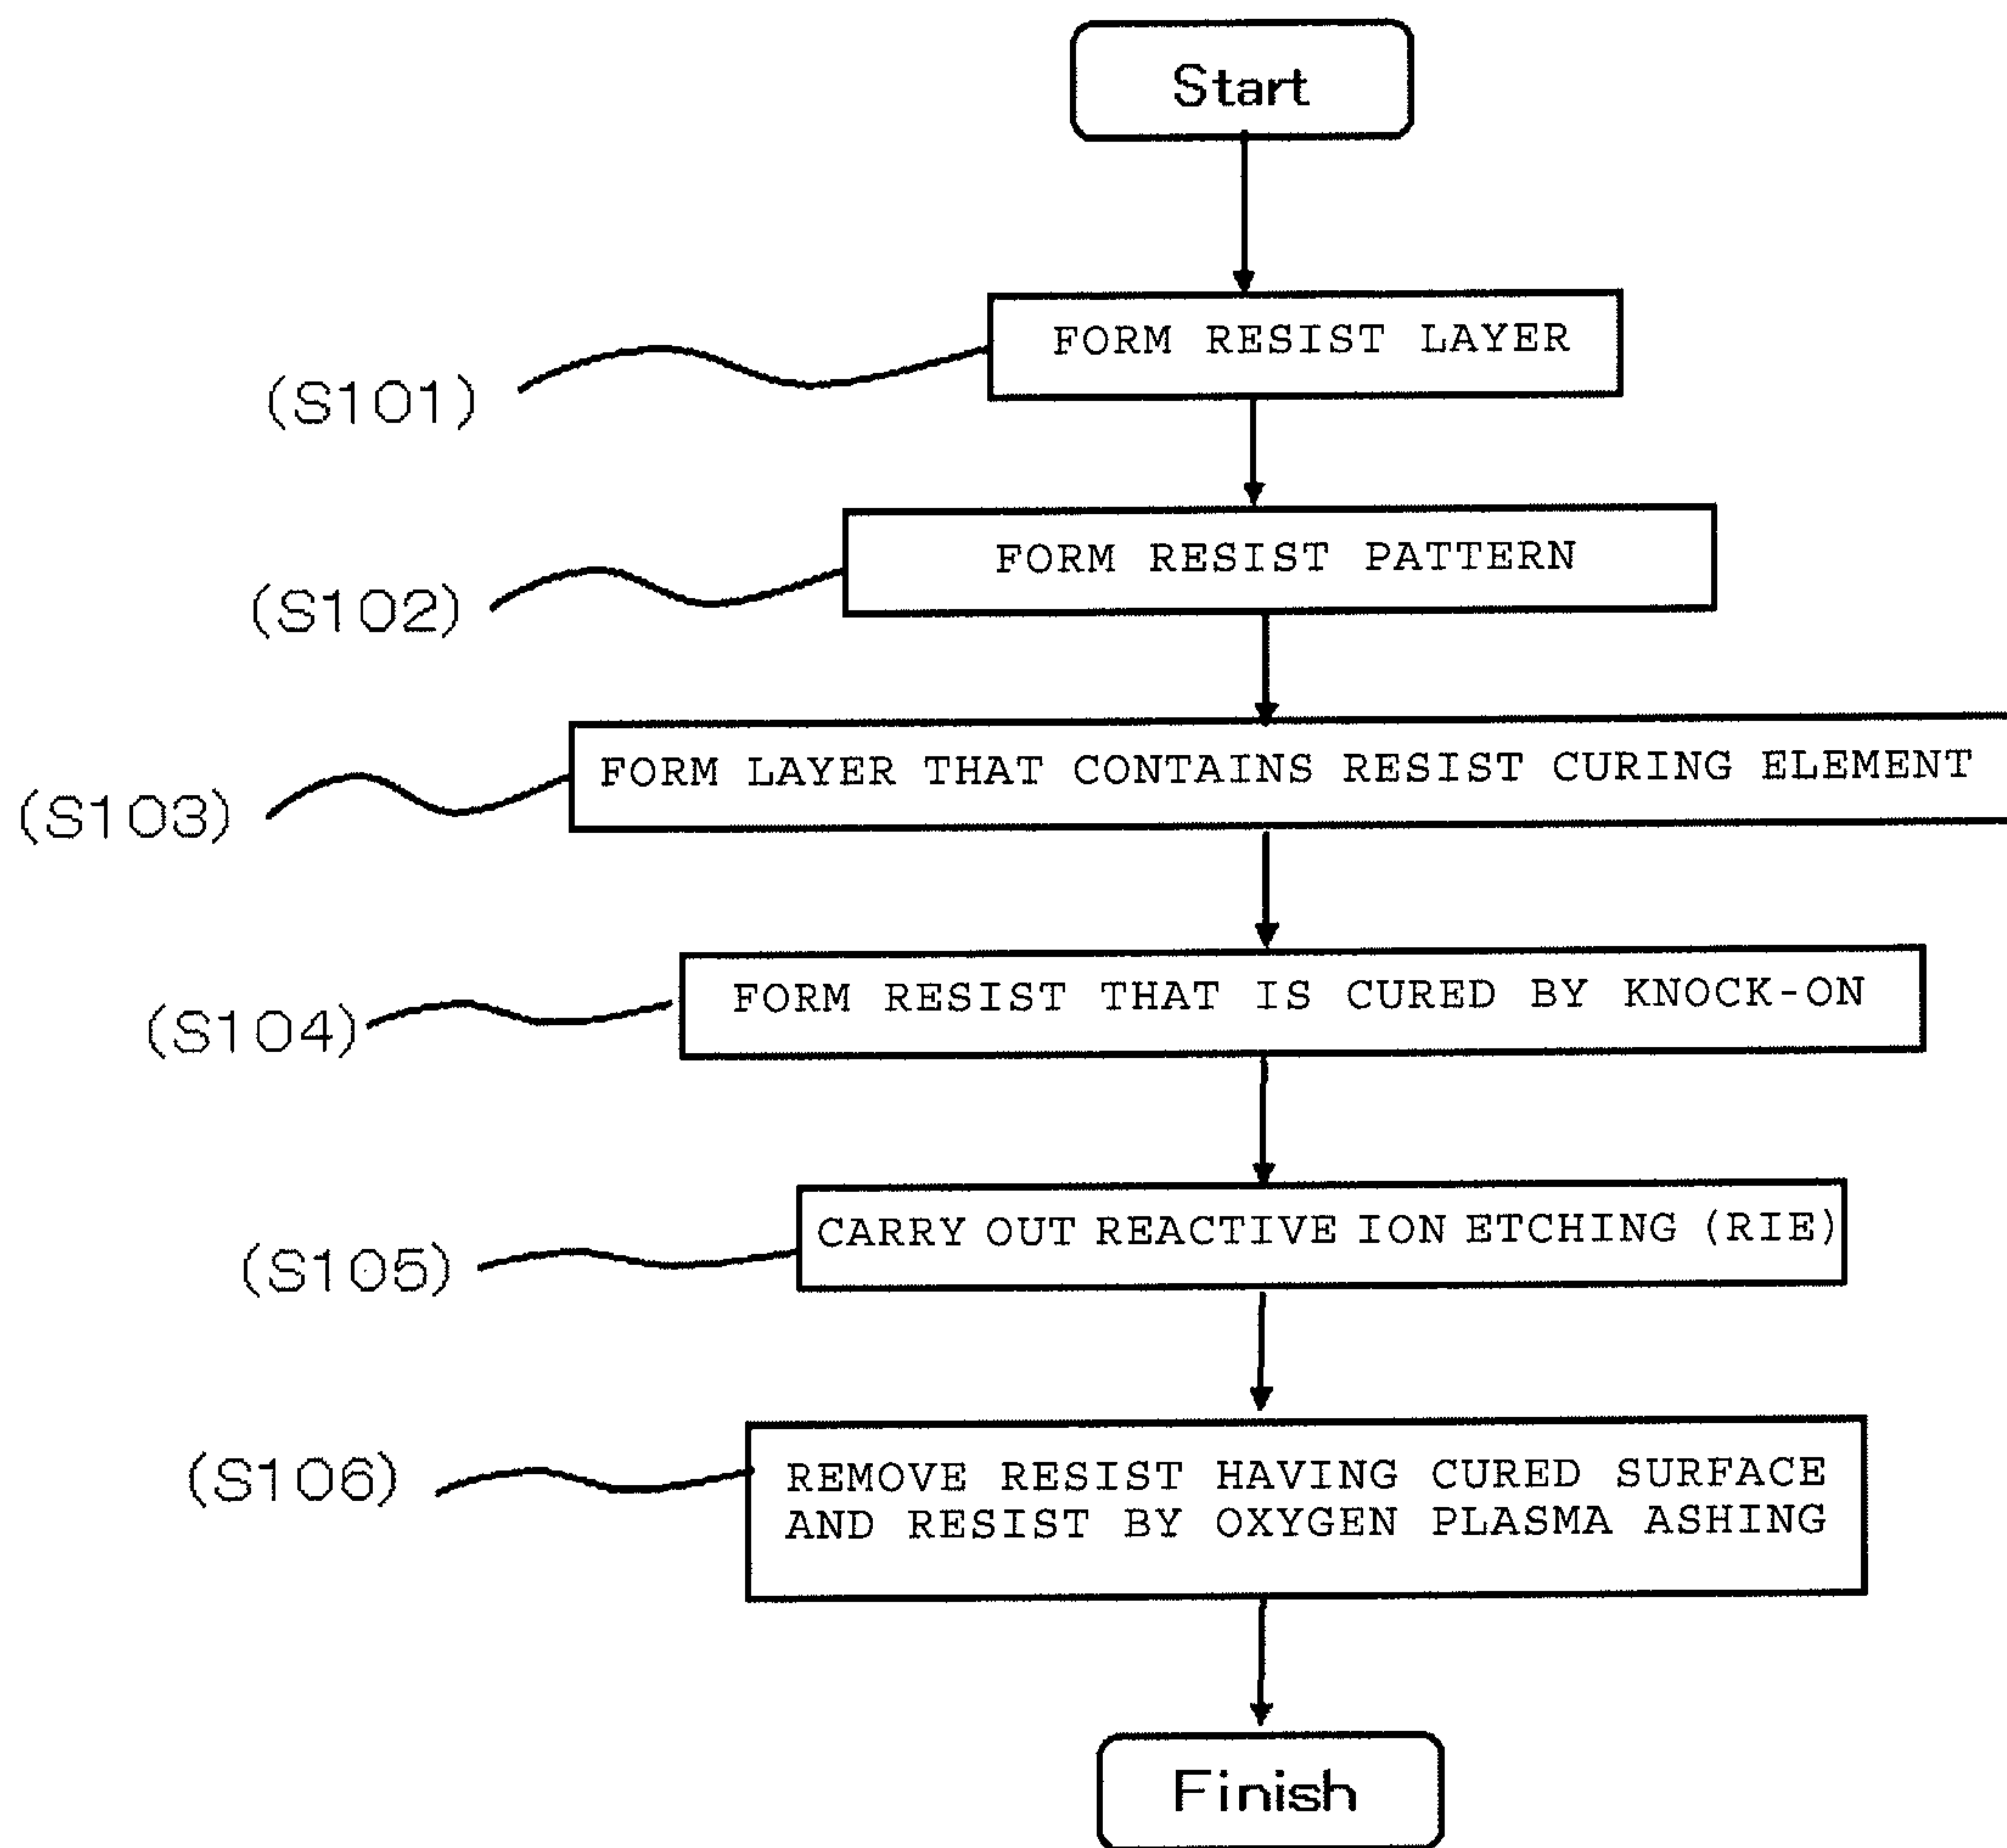 Start
FORM RESIST LAYER
(S101)
FORM RESIST PATTERN
(S102)
FORM LAYER THAT CONTAINS RESIST CURING ELEMENT
(S103)
FORM RESIST THAT IS CURED BY KNOCK-ON
(S104)
CARRY OUT REACTIVE ION ETCHING (RIE)
(S105)
REMOVE RESIST HAVING CURED SURFACE
AND RESIST BY OXYGEN PLASMA ASHING
(S106)
Finish